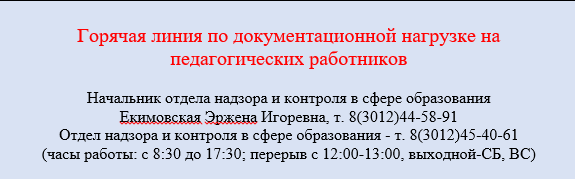 Горячая линия по документационной нагрузке на
педагогических работников
Начальник отдела надзора и контроля в сфере образования
Екимовская Эржена Игоревна, т. 8(3012)44-58-91
Отдел надзора и контроля в сфере образования - т. 8(3012)45-40-61
(часы работы: с 8:30 до 17:30; перерыв с 12:00-13:00, выходной-СБ, ВС)